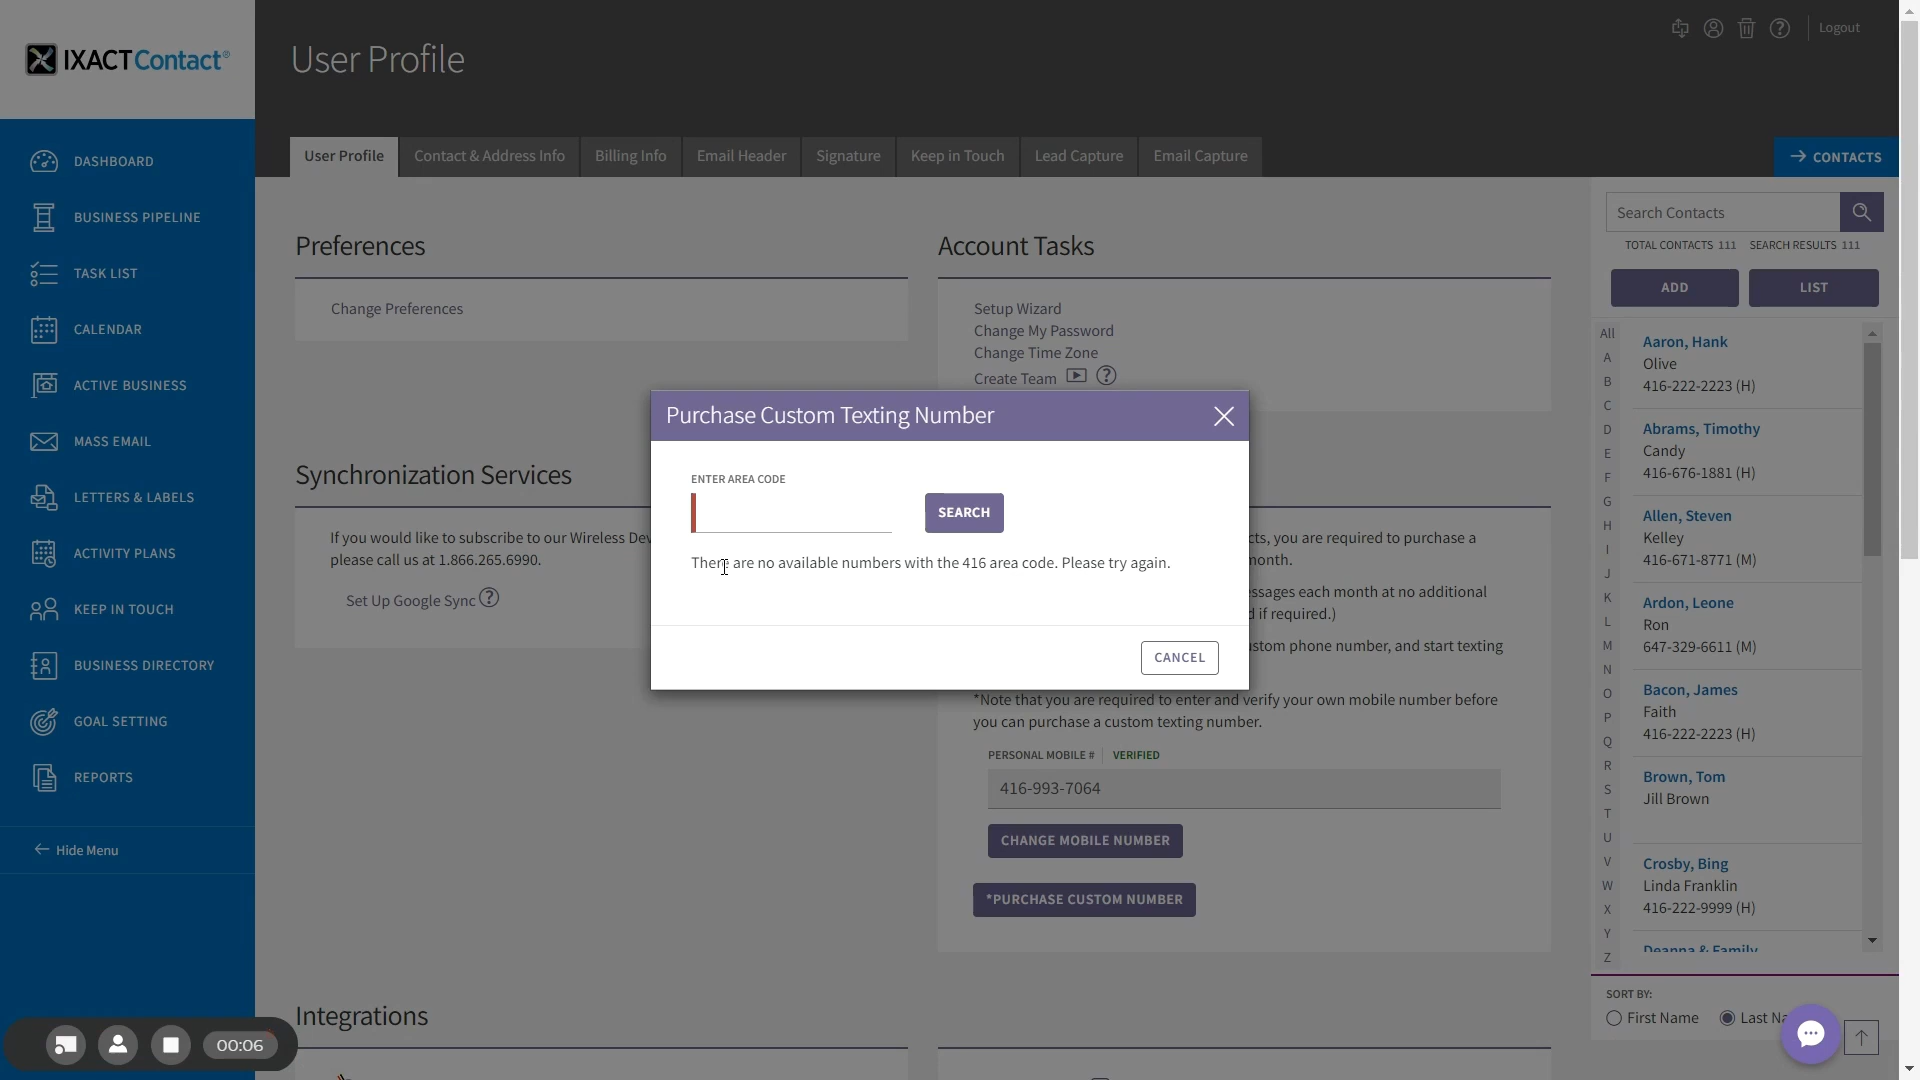 IXACTContact®
User Profile
Logout
DASHBOARD
BUSINESS PIPELINE
TASK LIST
CALENDAR
ACTIVE BUSINESS
MASS EMAIL
LETTERS & LABELS
ACTIVITY PLANS
KEEP IN TOUCH
BUSINESS DIRECTORY
GOAL SETTING
REPORTS
Hide Menu
00:06
User Profile
Contact & Address Info
Billing Info
Email Header
Signature
Keep in Touch
Lead Capture
Email Capture
CONTACTS
Preferences
Change Preferences
Account Tasks
Setup Wizard
Change My Password
Change Time Zone
Create Team
Synchronization Services
If you would like to subscribe to our Wireless
please call us at 1.866.265.6990.
Set Up Google Sync
Purchase Custom Texting Number
ENTER AREA CODE
SEARCH
There are no available numbers with the 416 area code. Please try again.
CANCEL
you are required to purchase a
each month at no additional
if required.)
phone number, and start texting
*Note that you are required to enter and verify your own mobile number before
you can purchase a custom texting number.
PERSONAL MOBILE # VERIFIED
416-993-7064
CHANGE MOBILE NUMBER
*PURCHASE CUSTOM NUMBER
Integrations
Search Contacts
TOTAL CONTACTS 111 SEARCH RESULTS 111
ADD
LIST
All
A
B
C
D
E
F
G
H
I
J
K
L
M
N
O
P
Q
R
S
T
U
V
W
X
Y
Z
Aaron, Hank
Olive
416-222-2223 (H)
Abrams, Timothy
Candy
416-676-1881 (H)
Allen, Steven
Kelley
416-671-8771 (M)
Ardon, Leone
Ron
647-329-6611 (M)
Bacon, James
Faith
416-222-2223 (H)
Brown, Tom
Jill Brown
Crosby, Bing
Linda Franklin
416-222-9999 (H)
Deanna & Family
SORT BY:
First Name
Last